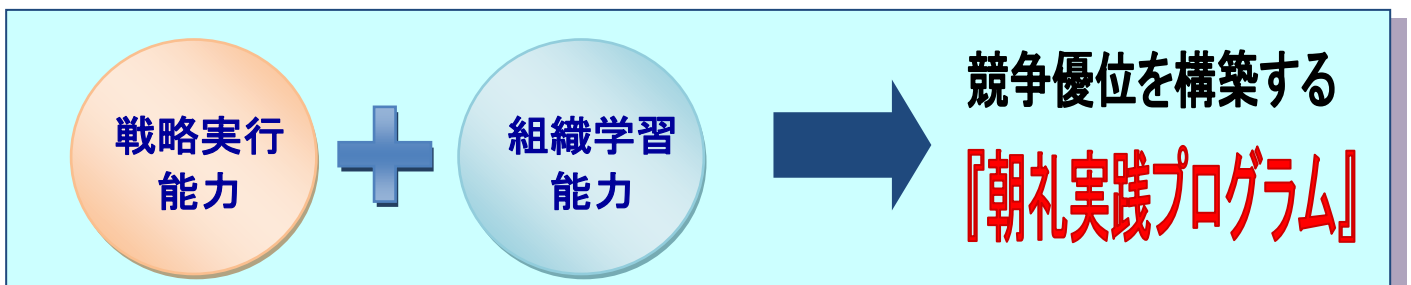 戦略実行
能力
組織学習
能力
競争優位を構築する
『朝礼実践プログラム』